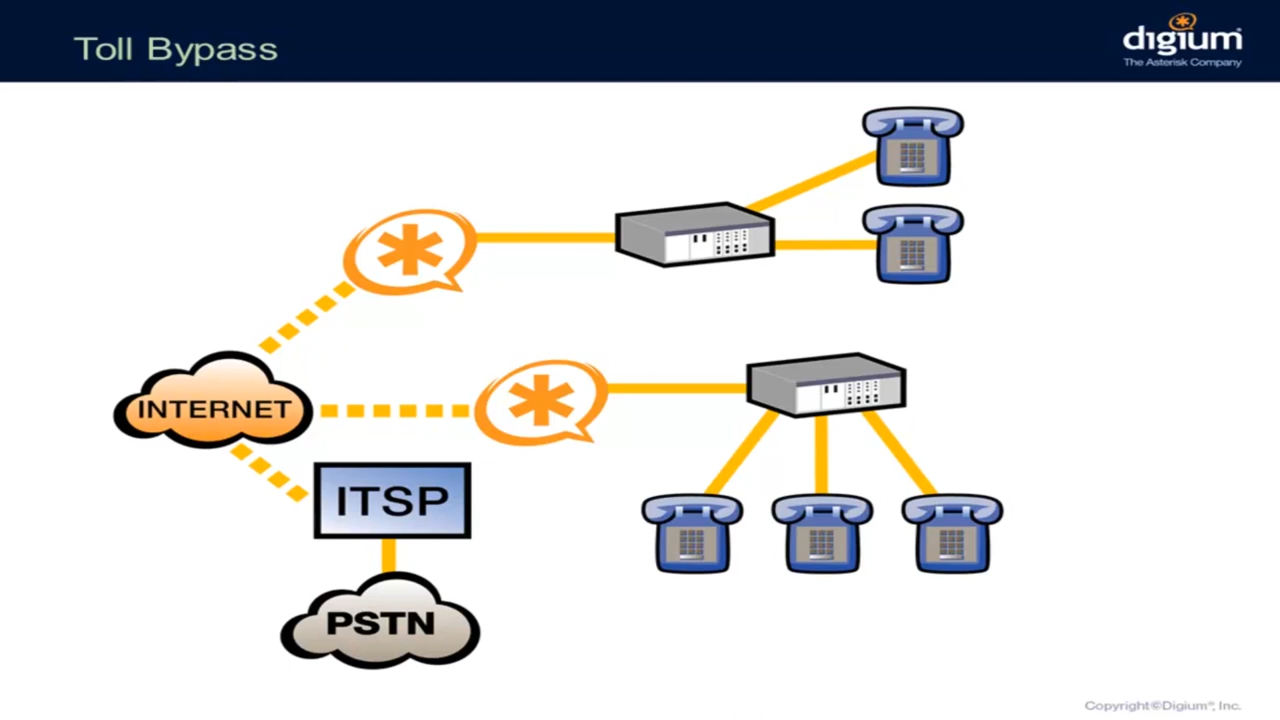 Toll Bypass
digium
The Asterisk Company
INTERNET
ITSP
PSTN
Copyright©Digium®, Inc.